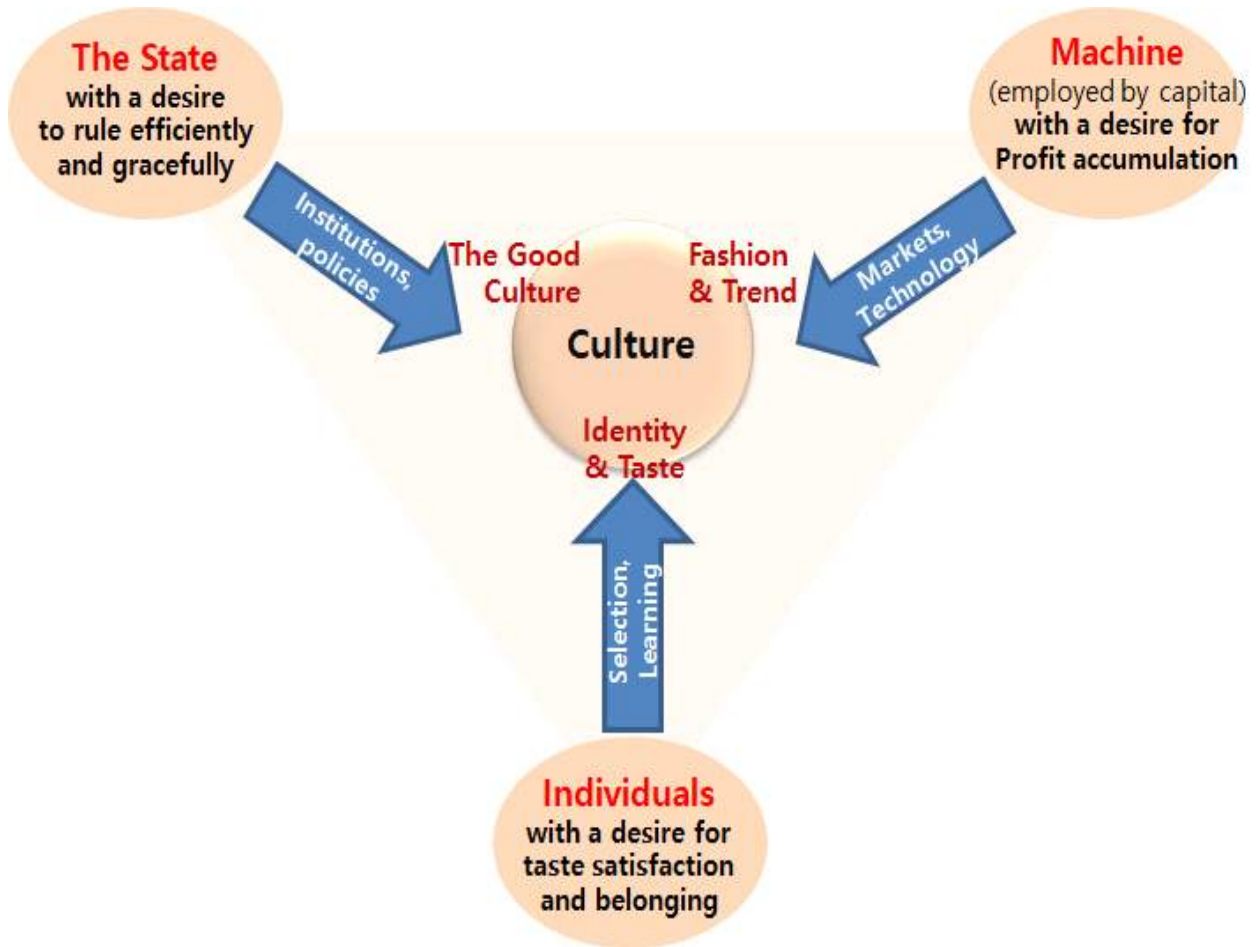 The State
with a desire
to rule efficiently
and gracefully
Machine
(employed by capital)
with a desire for
Profit accumulation
Institutions,
policies
Markets,
Technology
The Good
Culture
Fashion
& Trend
Culture
Identity
& Taste
Selection,
Learning
Individuals
with a desire for
taste satisfaction
and belonging